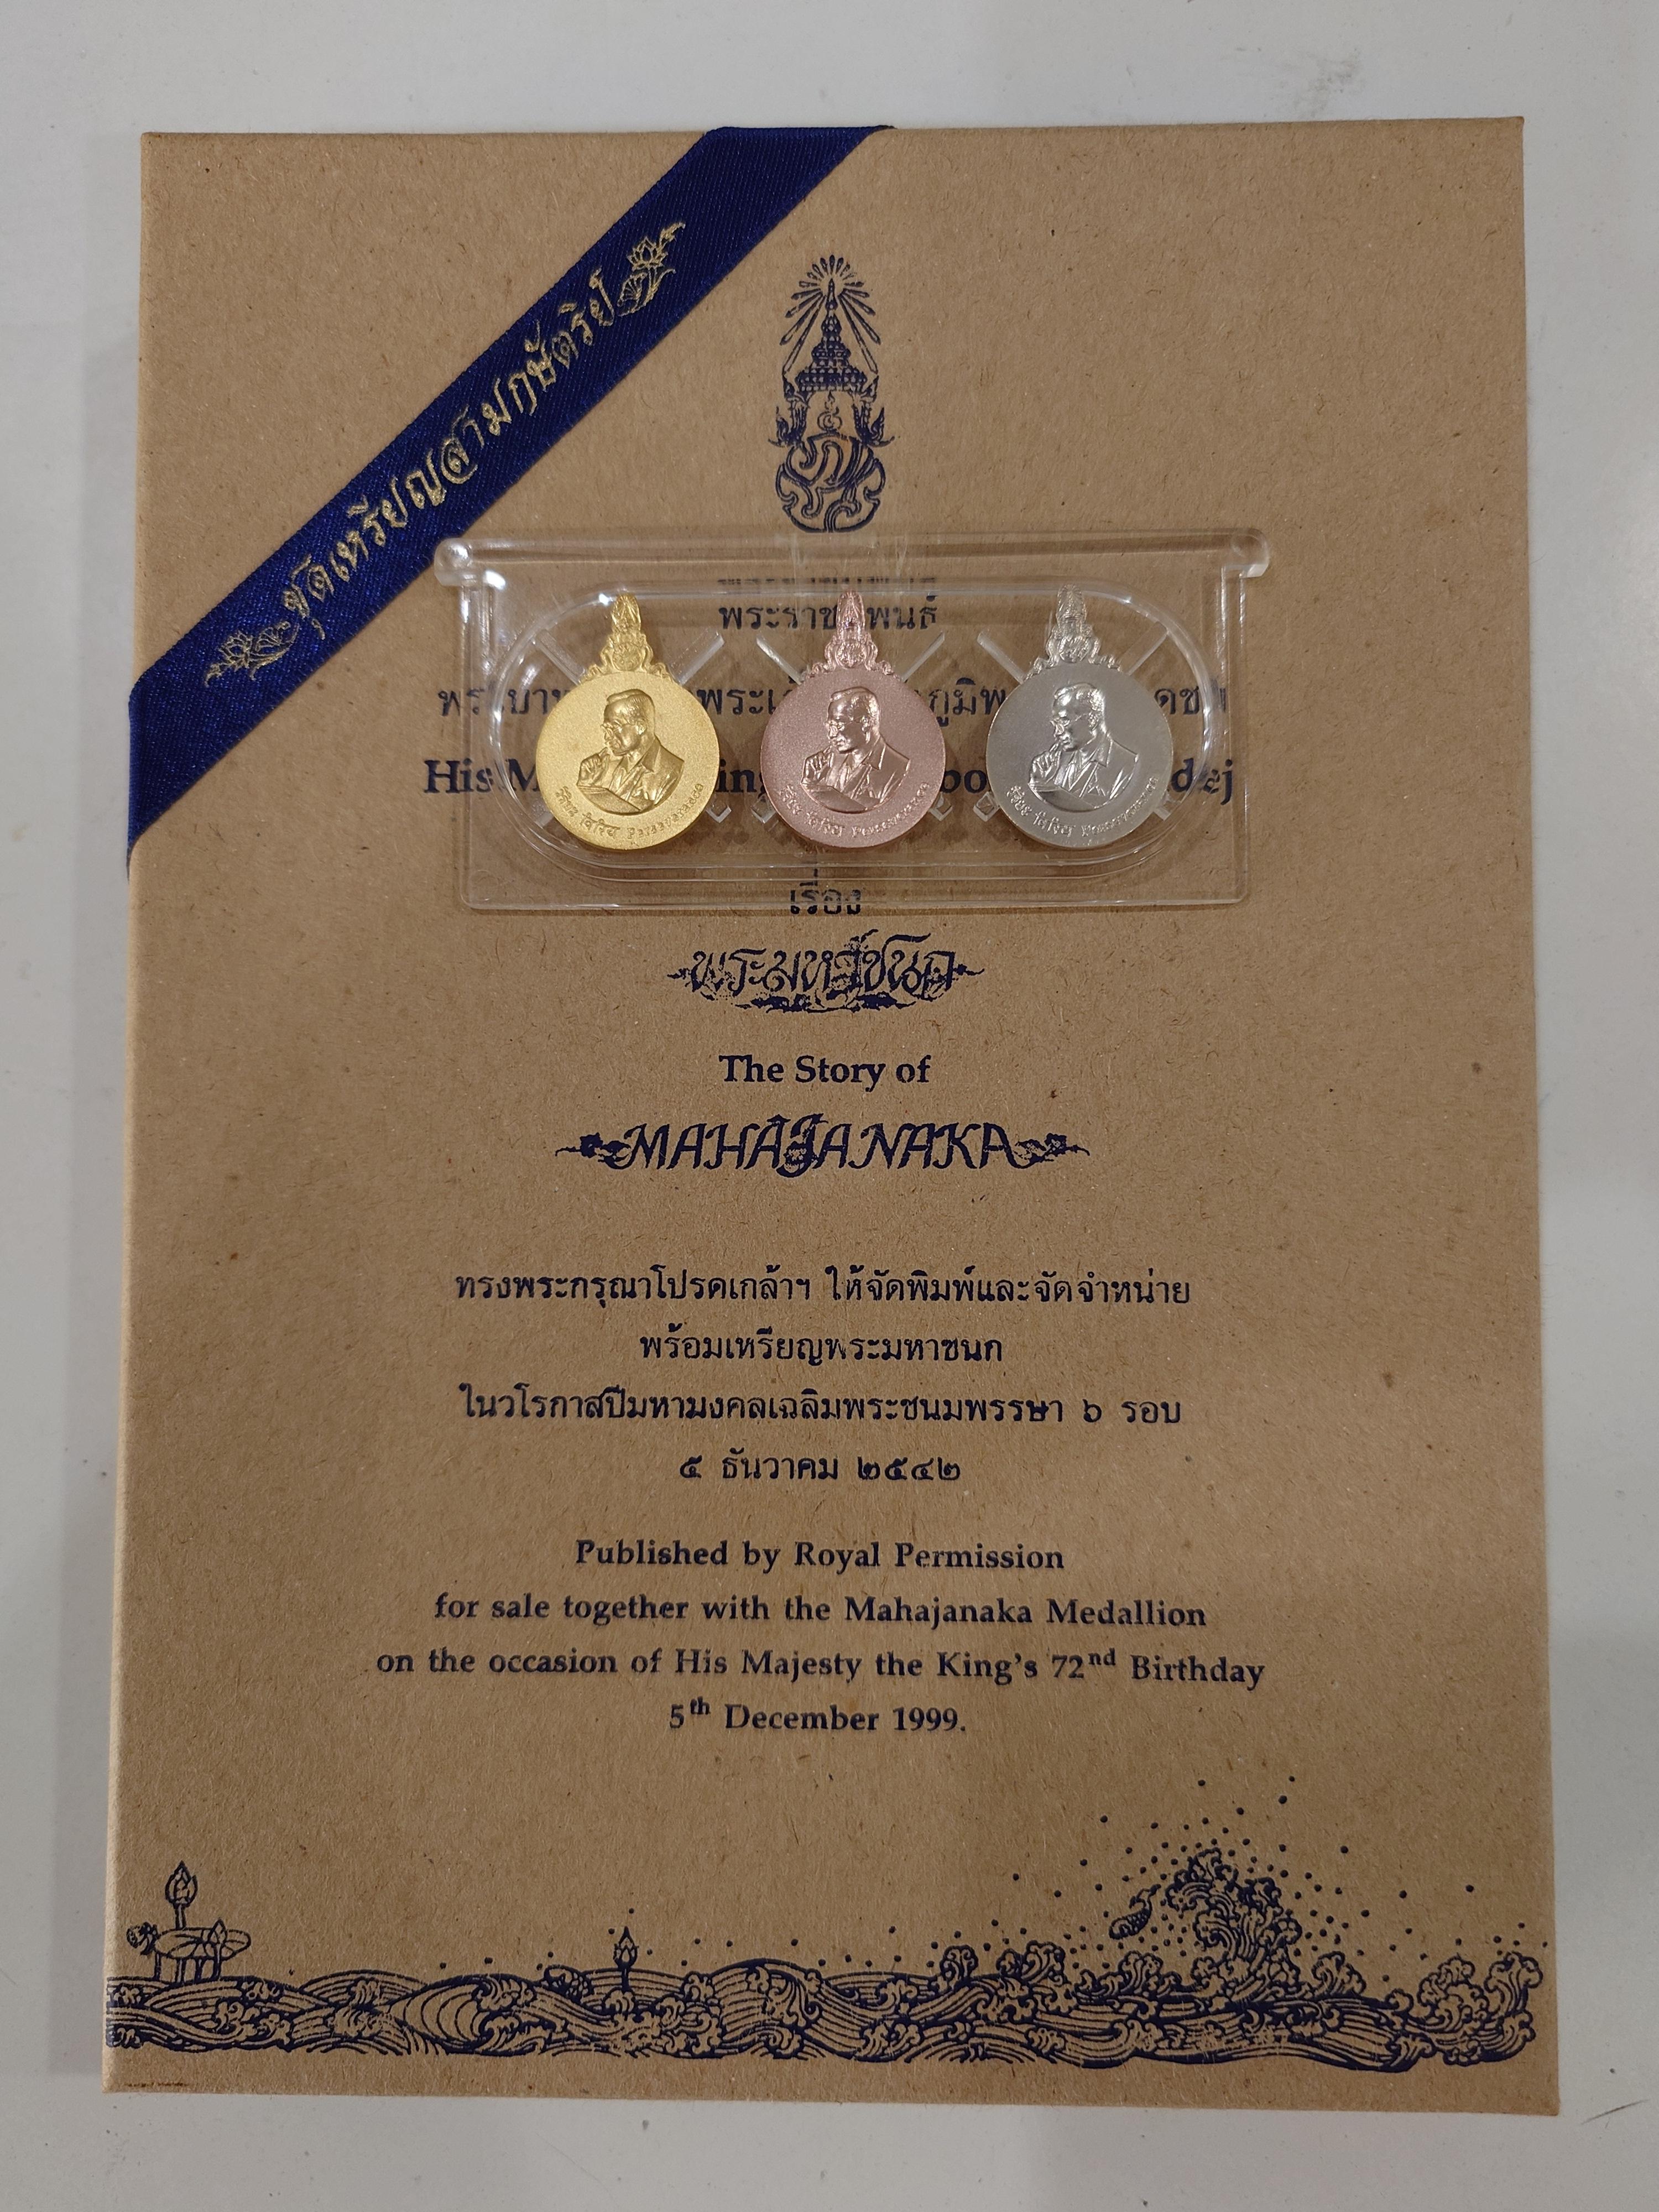 ชุดเหรียญสามกษัตริย์
เรื่อง
พระมหาชนก
The Story of
MAHAJANAKA
ทรงพระกรุณาโปรดเกล้าฯ ให้จัดพิมพ์และจัดจำหน่าย
พร้อมเหรียญพระมหาชนก
ในวโรกาสปีมหามงคลเฉลิมพระชนมพรรษา ๖ รอบ
๕ ธันวาคม ๒๕๔๒
Published by Royal Permission
for sale together with the Mahajanaka Medallion
on the occasion of His Majesty the King's 72nd Birthday
5th December 1999.